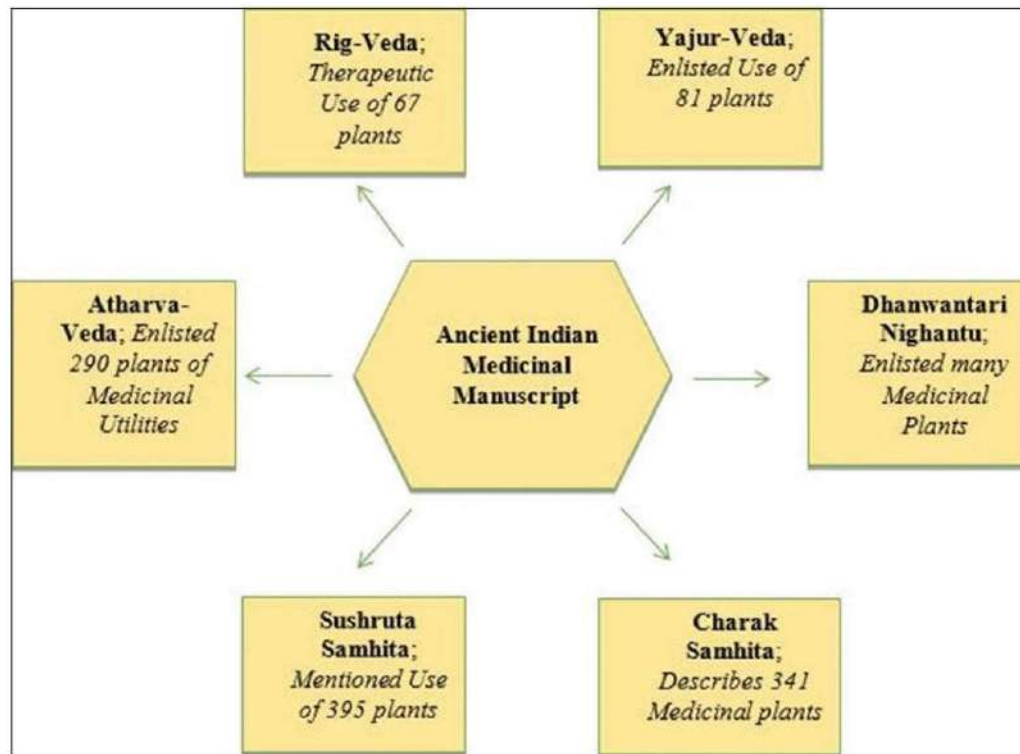 Rig-Veda;
Therapeutic
Use of 67
plants
Yajur-Veda;
Enlisted Use of
81 plants
Atharva-
Veda; Enlisted
290 plants of
Medicinal
Utilities
Ancient Indian
Medicinal
Manuscript
Dhanwantari
Nighantu;
Enlisted many
Medicinal
Plants
Sushruta
Samhita;
Mentioned Use
of 395 plants
Charak
Samhita;
Describes 341
Medicinal plants